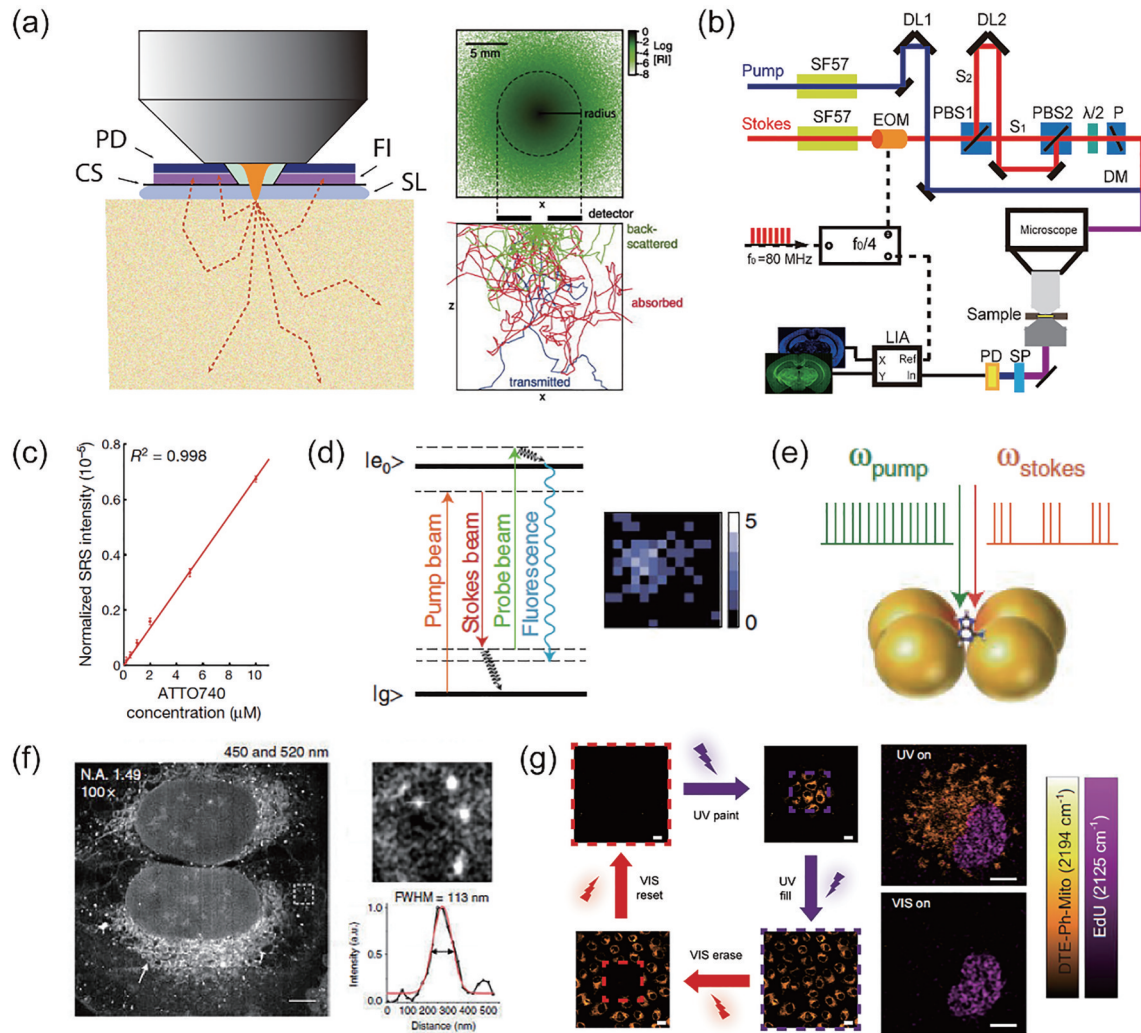 (a)
PD
CS
FI
SL
5 mm
0
-2
-4
-6
-8
Log
[RI]
radius
x
detector
back-
scattered
z
absorbed
transmitted
x
(b)
DL1
DL2
Pump
SF57
S2
Stokes
SF57
EOM
PBS1
S1
PBS2
λ/2
P
DM
f0/4
f0 =80 MHz
Microscope
Sample
LIA
X
Y
Ref
In
PD
SP
(c)
R² = 0.998
Normalized SRS intensity (10⁻⁵)
0.8
0.6
0.4
0.2
0
0 2 4 6 8 10
ATTO740
concentration (μM)
(d)
|e0>
Pump beam
Stokes beam
Probe beam
Fluorescence
|g>
5
0
(e)
ωpump
ωstokes
(f)
450 and 520 nm
N.A. 1.49
100×
FWHM = 113 nm
Intensity (a.u.)
1.0
0.5
0.0
0 100 200 300 400 500
Distance (nm)
(g)
UV paint
UV
fill
VIS erase
VIS
reset
UV on
VIS on
DTE-Ph-Mito (2194 cm⁻¹)
EdU (2125 cm⁻¹)